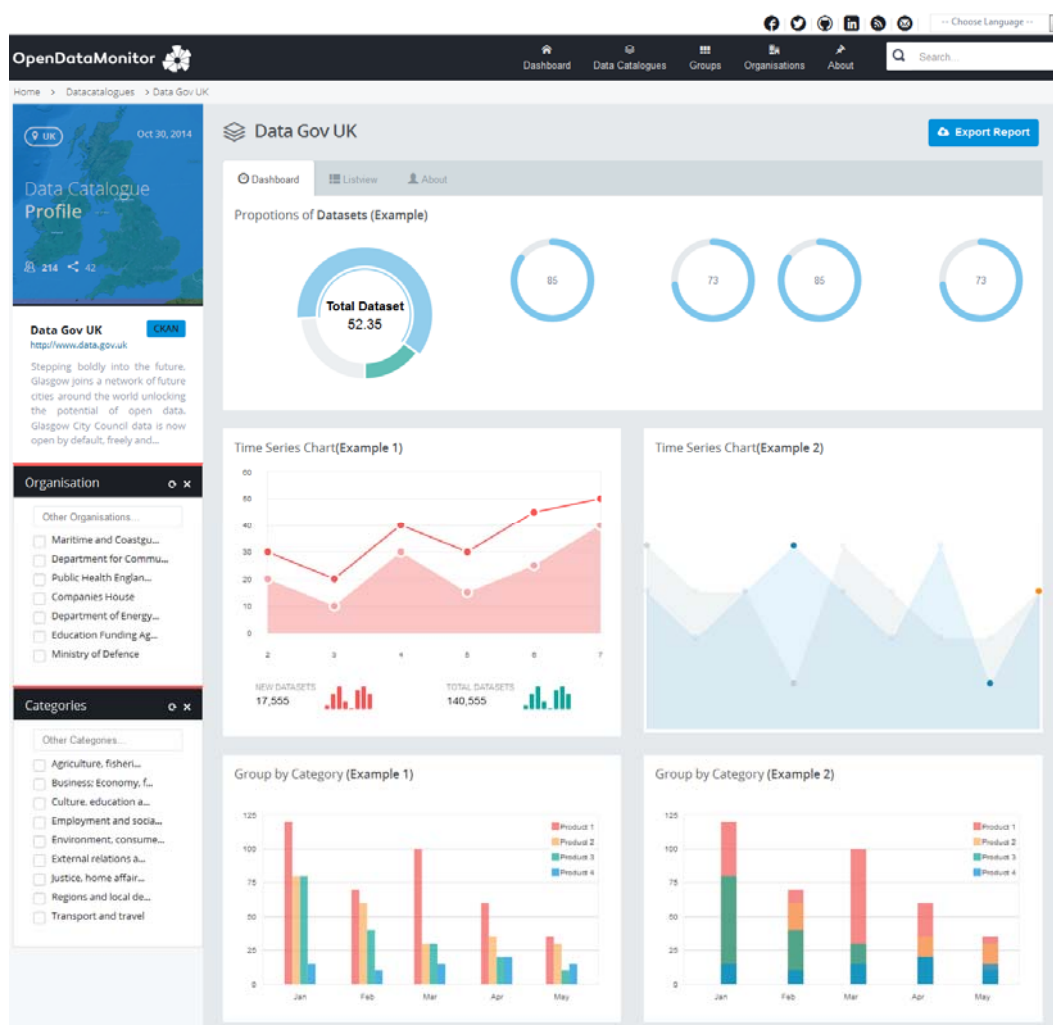 -- Choose Language --
OpenDataMonitor
Dashboard
Data Catalogues
Groups
Organisations
About
Search...
Home > Datacatalogues > Data Gov UK
UK
Oct 30, 2014
Data Catalogue
Profile
214 42
Data Gov UK
CKAN
http://www.data.gov.uk
Stepping boldly into the future,
Glasgow joins a network of future
cities around the world unlocking
the potential of open data.
Glasgow City Council data is now
open by default, freely and...
Organisation
Other Organisations...
Maritime and Coastgu...
Department for Commu...
Public Health Englan...
Companies House
Department of Energy...
Education Funding Ag...
Ministry of Defence
Categories
Other Categories...
Agriculture, fisheri...
Business; Economy, f...
Culture, education a...
Employment and socia...
Environment, consume...
External relations a...
Justice, home affair...
Regions and local de...
Transport and travel
Data Gov UK
Export Report
Dashboard
Listview
About
Propotions of Datasets (Example)
Total Dataset
52.35
85
73
85
73
Time Series Chart(Example 1)
60
50
40
30
20
10
0
2 3 4 5 6 7
NEW DATASETS
17,555
TOTAL DATASETS
140,555
Time Series Chart(Example 2)
Group by Category (Example 1)
125
100
75
50
25
0
Jan Feb Mar Apr May
Product 1
Product 2
Product 3
Product 4
Group by Category (Example 2)
125
100
75
50
25
0
Jan Feb Mar Apr May
Product 1
Product 2
Product 3
Product 4